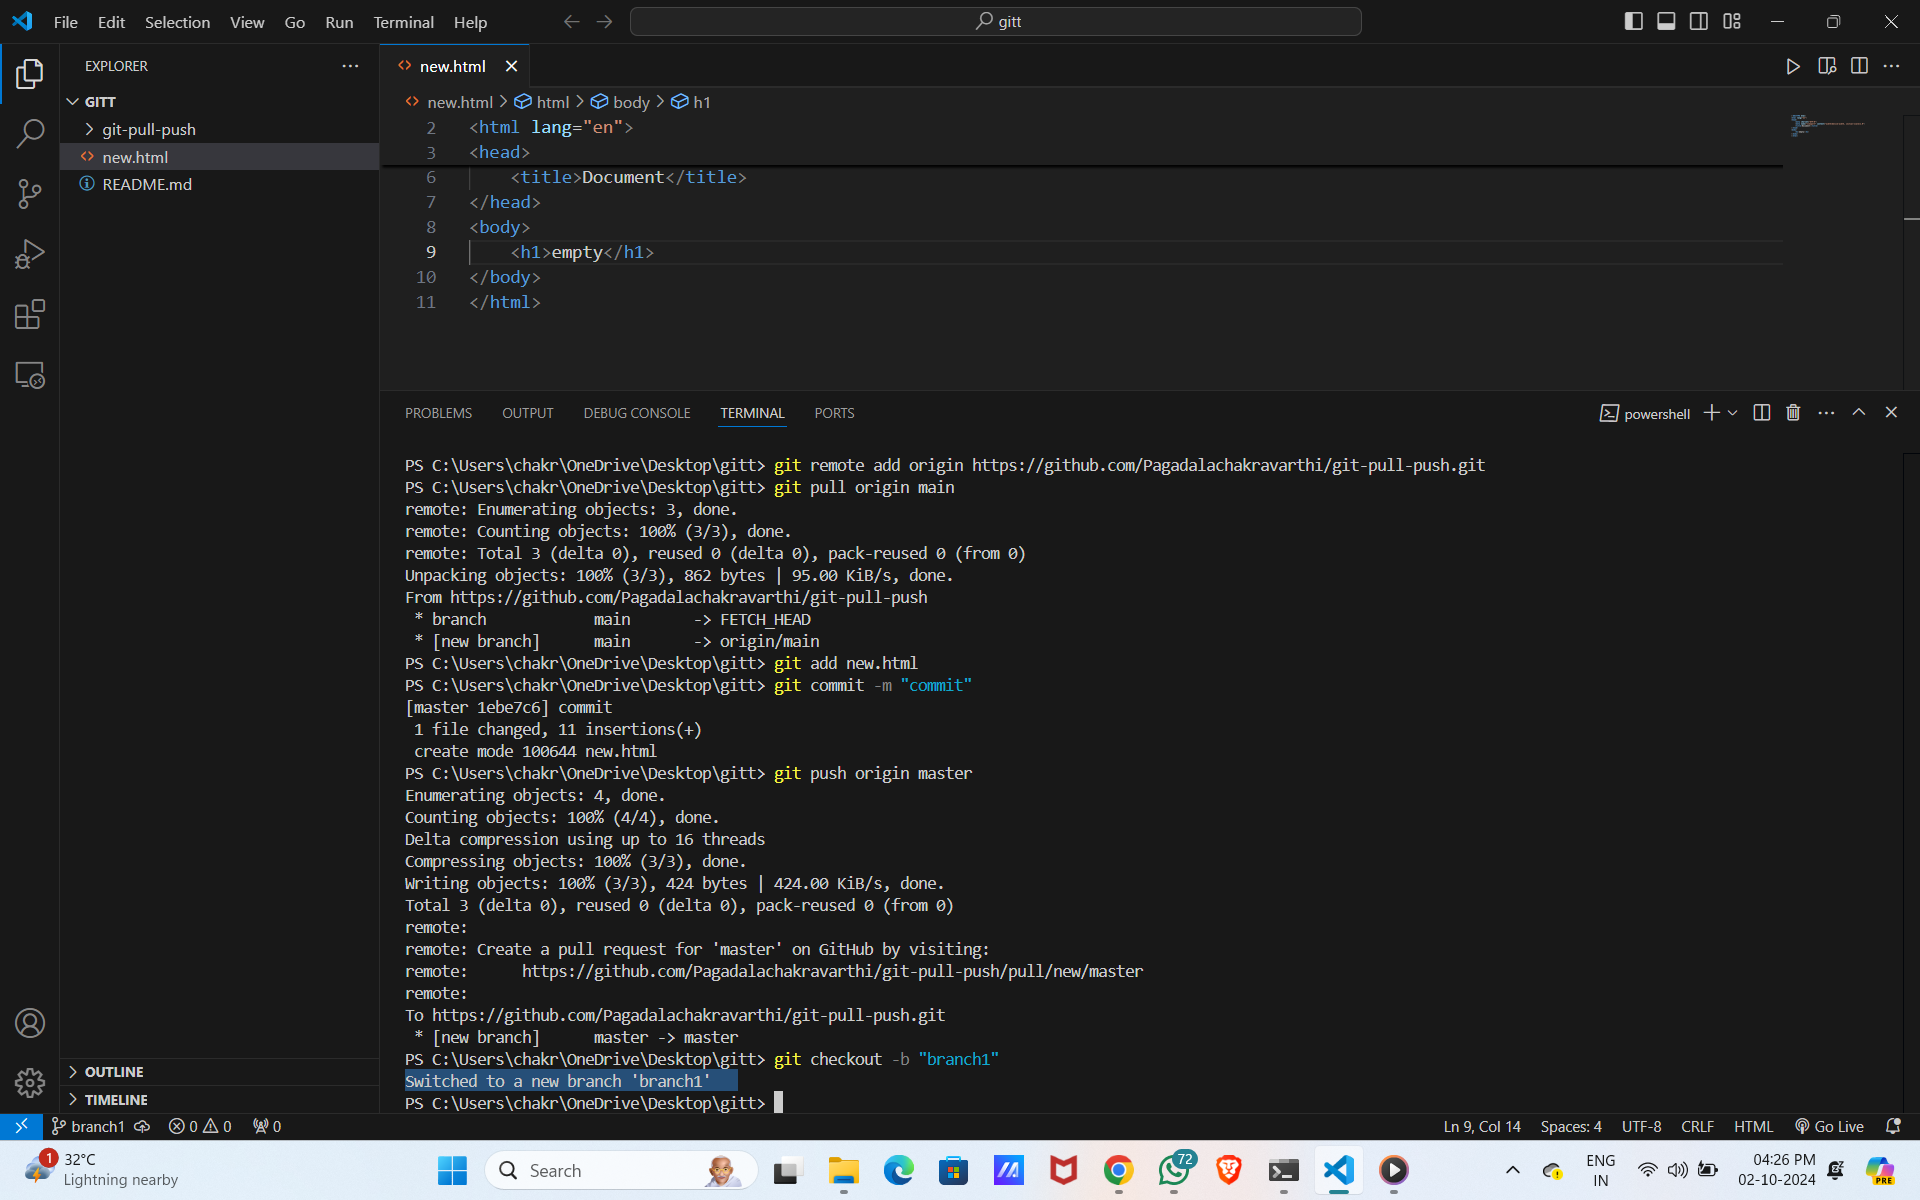 File Edit Selection View Go Run Terminal Help
gitt
EXPLORER
GITT
git-pull-push
new.html
README.md
OUTLINE
TIMELINE
new.html
new.html > html > body > h1
2 <html lang="en">
3 <head>
6 <title>Document</title>
7 </head>
8 <body>
9 <h1>empty</h1>
10 </body>
11 </html>
PROBLEMS OUTPUT DEBUG CONSOLE TERMINAL PORTS
powershell
PS C:\Users\chakr\OneDrive\Desktop\gitt> git remote add origin https://github.com/Pagadalachakravarthi/git-pull-push.git
PS C:\Users\chakr\OneDrive\Desktop\gitt> git pull origin main
remote: Enumerating objects: 3, done.
remote: Counting objects: 100% (3/3), done.
remote: Total 3 (delta 0), reused 0 (delta 0), pack-reused 0 (from 0)
Unpacking objects: 100% (3/3), 862 bytes | 95.00 KiB/s, done.
From https://github.com/Pagadalachakravarthi/git-pull-push
* branch main -> FETCH_HEAD
* [new branch] main -> origin/main
PS C:\Users\chakr\OneDrive\Desktop\gitt> git add new.html
PS C:\Users\chakr\OneDrive\Desktop\gitt> git commit -m "commit"
[master 1ebe7c6] commit
1 file changed, 11 insertions(+)
create mode 100644 new.html
PS C:\Users\chakr\OneDrive\Desktop\gitt> git push origin master
Enumerating objects: 4, done.
Counting objects: 100% (4/4), done.
Delta compression using up to 16 threads
Compressing objects: 100% (3/3), done.
Writing objects: 100% (3/3), 424 bytes | 424.00 KiB/s, done.
Total 3 (delta 0), reused 0 (delta 0), pack-reused 0 (from 0)
remote:
remote: Create a pull request for 'master' on GitHub by visiting:
remote: https://github.com/Pagadalachakravarthi/git-pull-push/pull/new/master
remote:
To https://github.com/Pagadalachakravarthi/git-pull-push.git
* [new branch] master -> master
PS C:\Users\chakr\OneDrive\Desktop\gitt> git checkout -b "branch1"
Switched to a new branch 'branch1'
PS C:\Users\chakr\OneDrive\Desktop\gitt>
branch1 0 0 0 Ln 9, Col 14 Spaces: 4 UTF-8 CRLF HTML Go Live
1 32°C
Lightning nearby
Search
72
ENG
IN
04:26 PM
02-10-2024
PRE